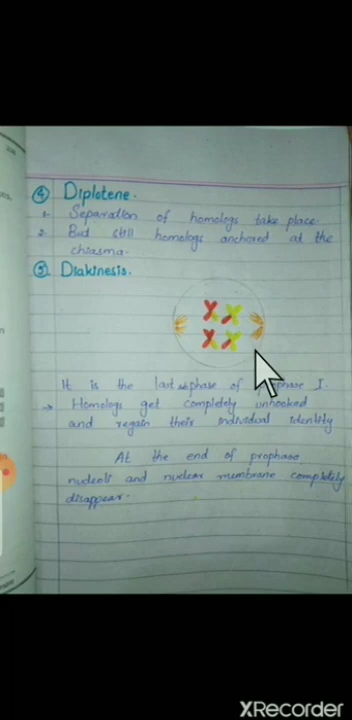 ④ Diplotene.
1. Separation of homologs take place.
2. But still homologs anchored at the
chiasma.
⑤ Diakinesis.
It is the last subphase of prophase I.
→ Homologs get completely unhooked
and regain their individual identity
At the end of prophase
nucleoli and nuclear membrane completely
disappear.
XRecorder